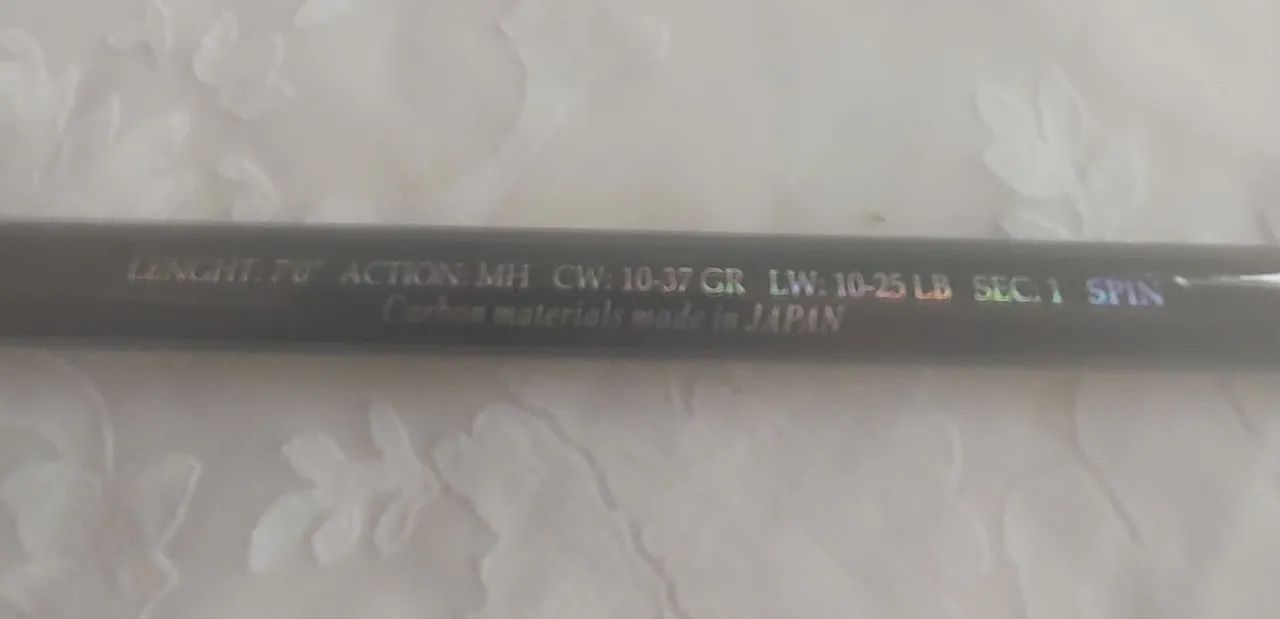 LENGHT: 7'0" ACTION: MH CW: 10-37 GR LW: 10-25 LB SEC. 1 SPIN
Carbon materials made in JAPAN